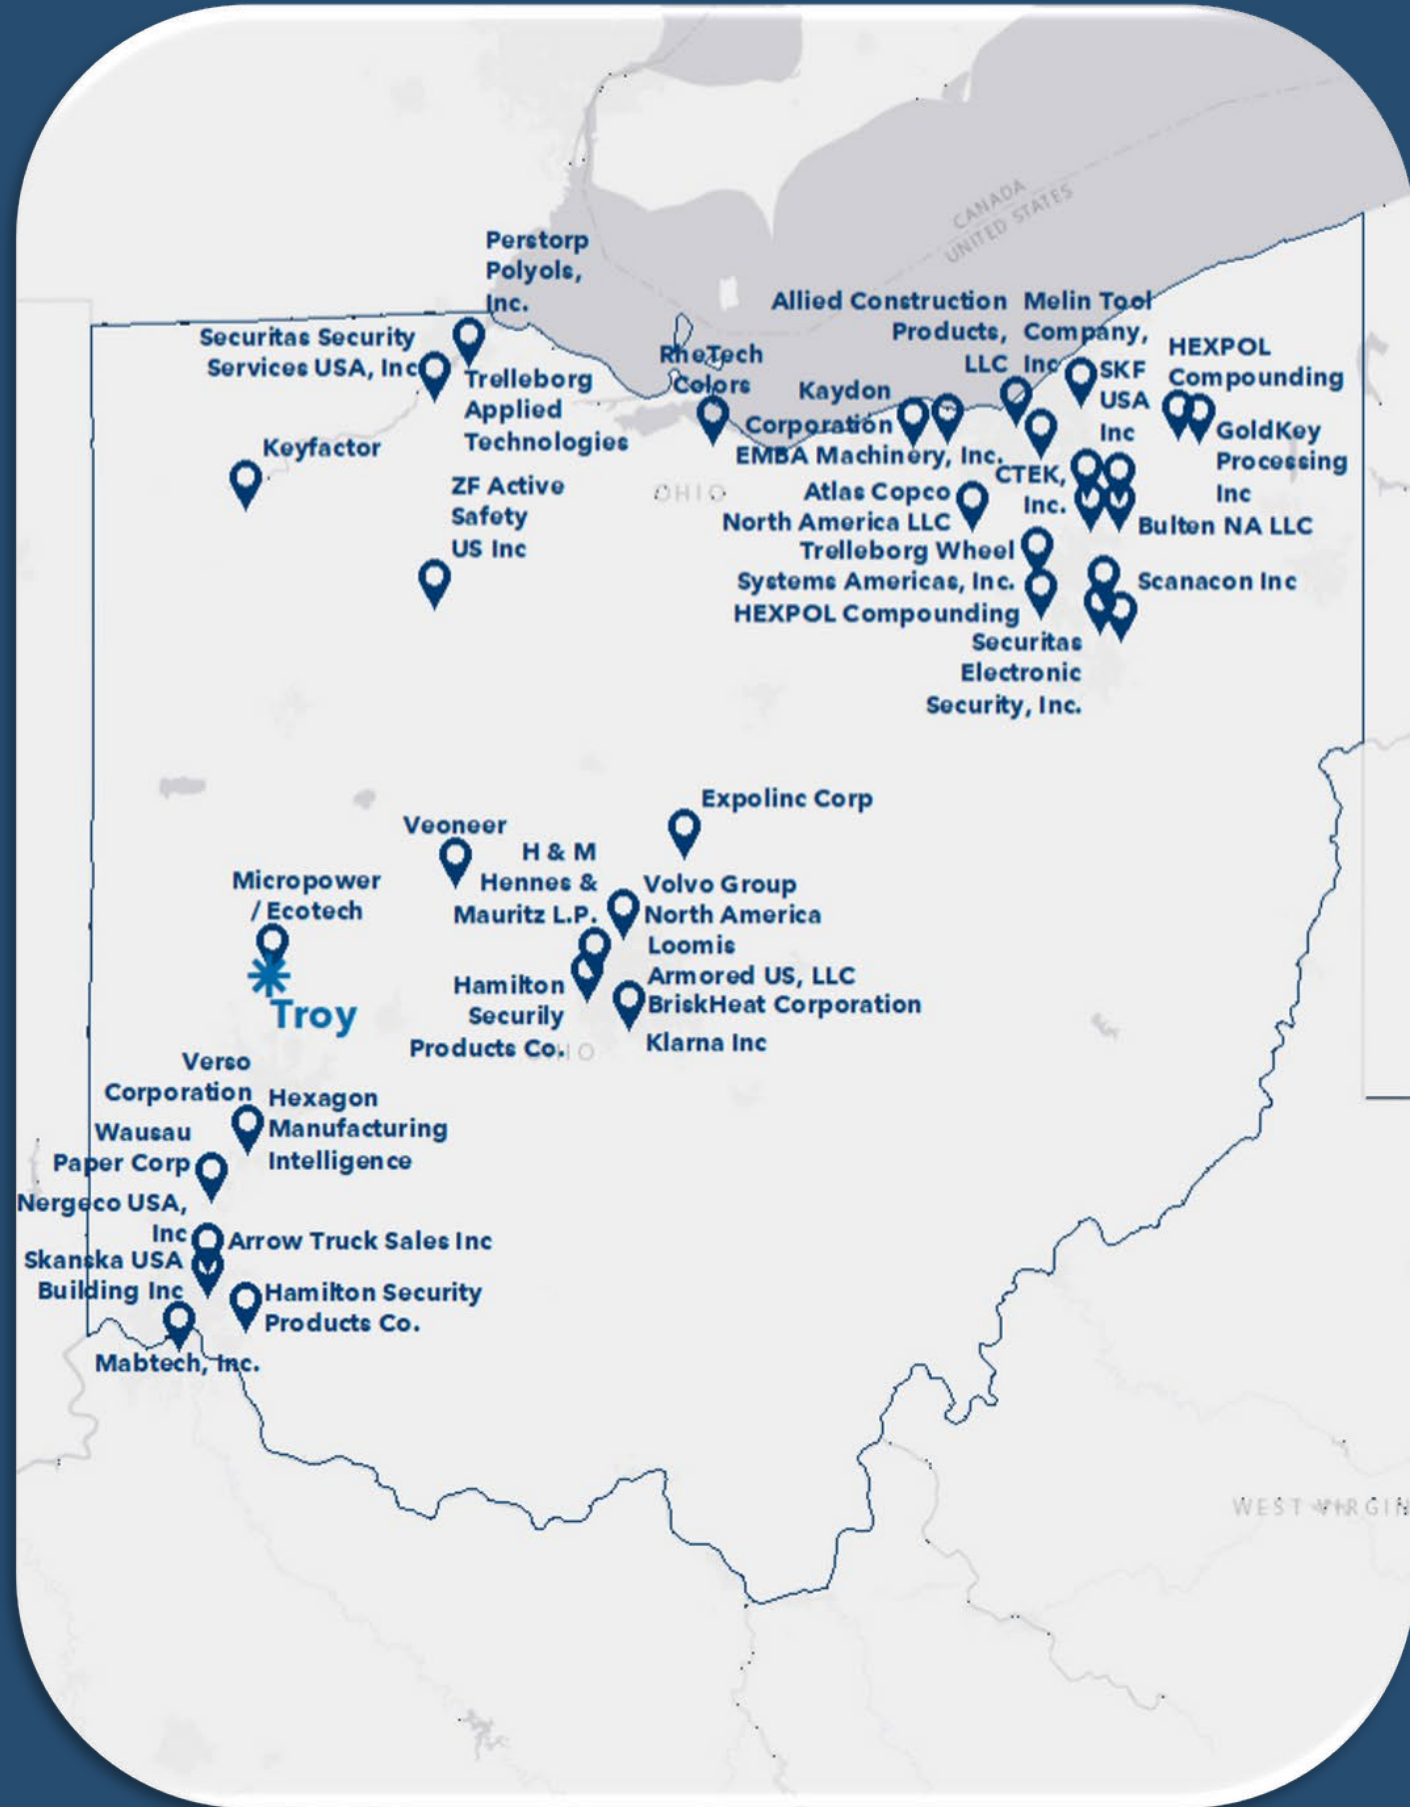 CANADA
UNITED STATES
Perstorp
Polyols,
Inc.
Securitas Security
Services USA, Inc
Trelleborg
Applied
Technologies
Keyfactor
ZF Active
Safety
US Inc
RheTech
Colors
OHIO
Allied Construction
Products,
LLC
Melin Tool
Company,
Inc
Kaydon
Corporation
EMBA Machinery, Inc.
SKF
USA
Inc
HEXPOL
Compounding
GoldKey
Processing
Inc
CTEK,
Inc.
Atlas Copco
North America LLC
Bulten NA LLC
Trelleborg Wheel
Systems Americas, Inc.
HEXPOL Compounding
Scanacon Inc
Securitas
Electronic
Security, Inc.
Expolinc Corp
Veoneer
H & M
Hennes &
Mauritz L.P.
Volvo Group
North America
Loomis
Armored US, LLC
BriskHeat Corporation
Klarna Inc
Micropower
/ Ecotech
Troy
Hamilton
Securily
Products Co.
OHIO
Verso
Corporation
Hexagon
Manufacturing
Intelligence
Wausau
Paper Corp
Nergeco USA,
Inc
Arrow Truck Sales Inc
Skanska USA
Building Inc
Hamilton Security
Products Co.
Mabtech, Inc.
WEST VIRGIN